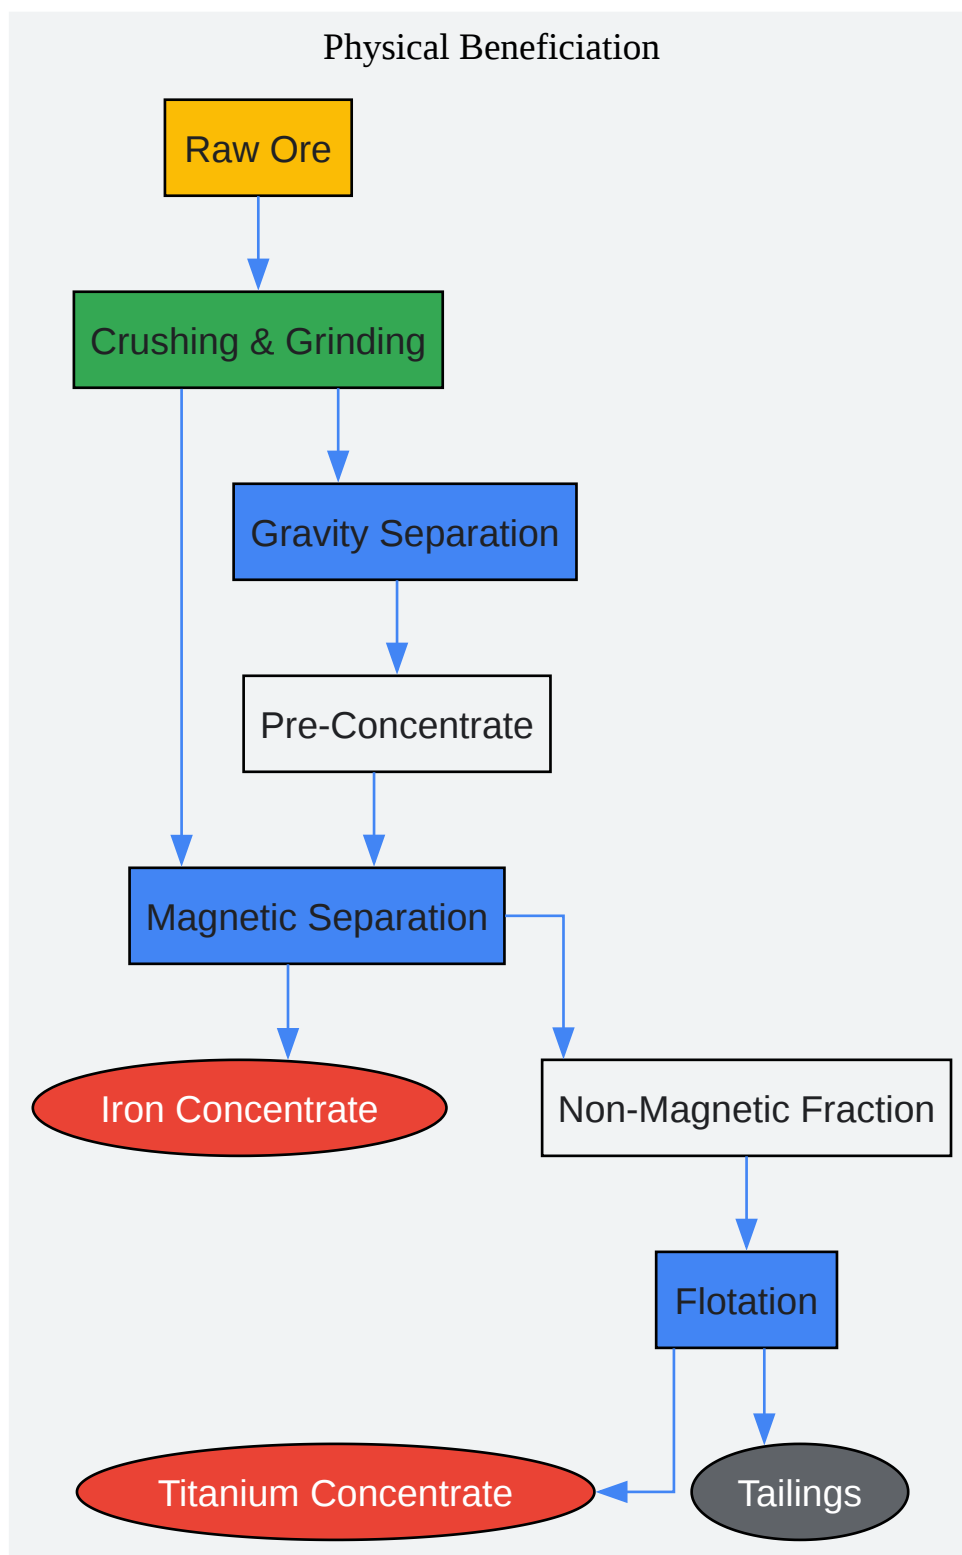 Physical Beneficiation
Raw Ore
Crushing & Grinding
Gravity Separation
Pre-Concentrate
Magnetic Separation
Iron Concentrate
Non-Magnetic Fraction
Flotation
Titanium Concentrate
Tailings